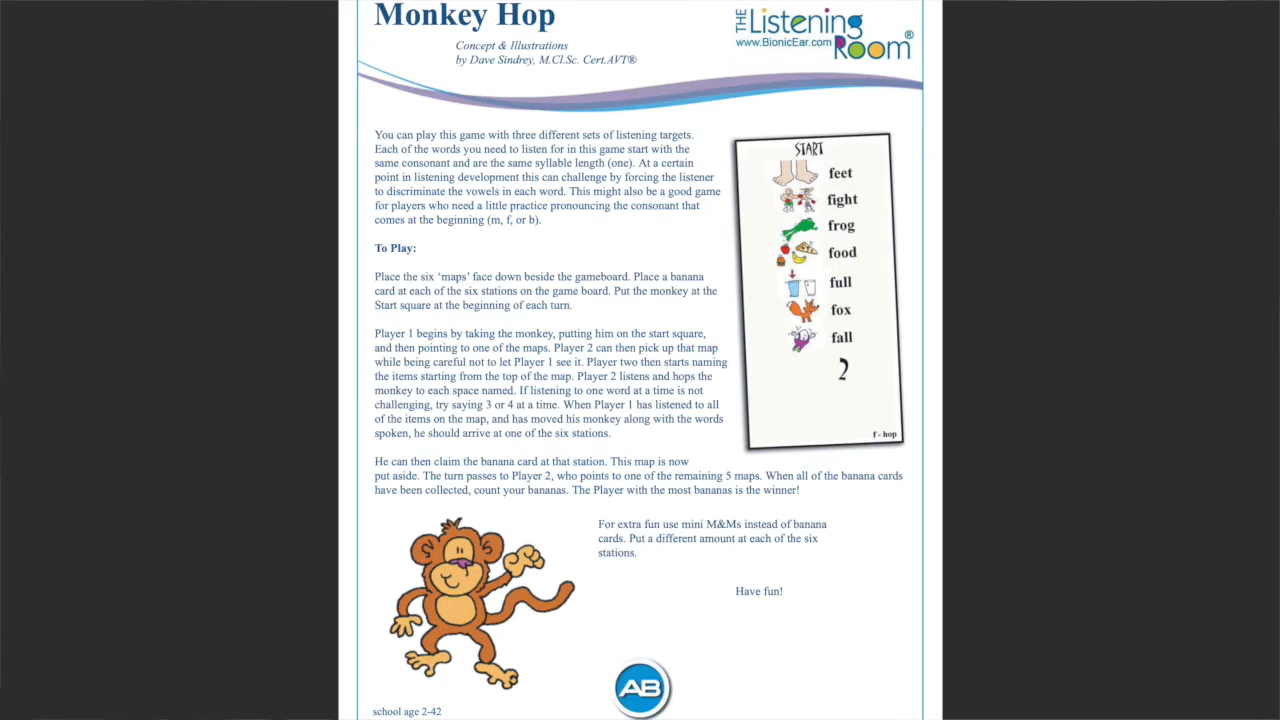 Monkey Hop
Concept & Illustrations
by Dave Sindrey, M.Cl.Sc. Cert.AVT®
THE Listening
www.BionicEar.com Room®
You can play this game with three different sets of listening targets.
Each of the words you need to listen for in this game start with the
same consonant and are the same syllable length (one). At a certain
point in listening development this can challenge by forcing the listener
to discriminate the vowels in each word. This might also be a good game
for players who need a little practice pronouncing the consonant that
comes at the beginning (m, f, or b).
To Play:
Place the six ‘maps’ face down beside the gameboard. Place a banana
card at each of the six stations on the game board. Put the monkey at the
Start square at the beginning of each turn.
Player 1 begins by taking the monkey, putting him on the start square,
and then pointing to one of the maps. Player 2 can then pick up that map
while being careful not to let Player 1 see it. Player two then starts naming
the items starting from the top of the map. Player 2 listens and hops the
monkey to each space named. If listening to one word at a time is not
challenging, try saying 3 or 4 at a time. When Player 1 has listened to all
of the items on the map, and has moved his monkey along with the words
spoken, he should arrive at one of the six stations.
He can then claim the banana card at that station. This map is now
put aside. The turn passes to Player 2, who points to one of the remaining 5 maps. When all of the banana cards
have been collected, count your bananas. The Player with the most bananas is the winner!
START
feet
fight
frog
food
full
fox
fall
2
f - hop
For extra fun use mini M&Ms instead of banana
cards. Put a different amount at each of the six
stations.
Have fun!
AB
school age 2-42